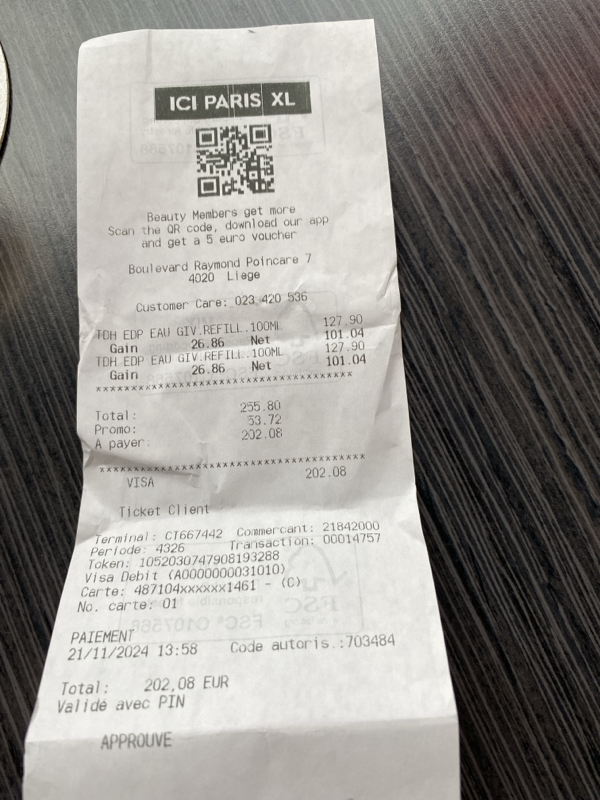 ICI PARIS XL
Beauty Members get more
Scan the QR code, download our app
and get a 5 euro voucher
Boulevard Raymond Poincare 7
4020 Liege
Customer Care: 023 420 536
TDH EDP EAU GIV.REFILL.100ML 127.90
Gain 26.86 Net 101.04
TDH EDP EAU GIV.REFILL.100ML 127.90
Gain 26.86 Net 101.04
************************************
Total: 255.80
Promo: 53.72
A payer: 202.08
************************************
VISA 202.08
Ticket Client
Terminal: CT667442 Commercant: 21842000
Periode: 4326 Transaction: 00014757
Token: 1052030747908193288
Visa Debit (A0000000031010)
Carte: 487104xxxxxx1461 - (C)
No. carte: 01
PAIEMENT
21/11/2024 13:58 Code autoris.:703484
Total: 202,08 EUR
Validé avec PIN
APPROUVE